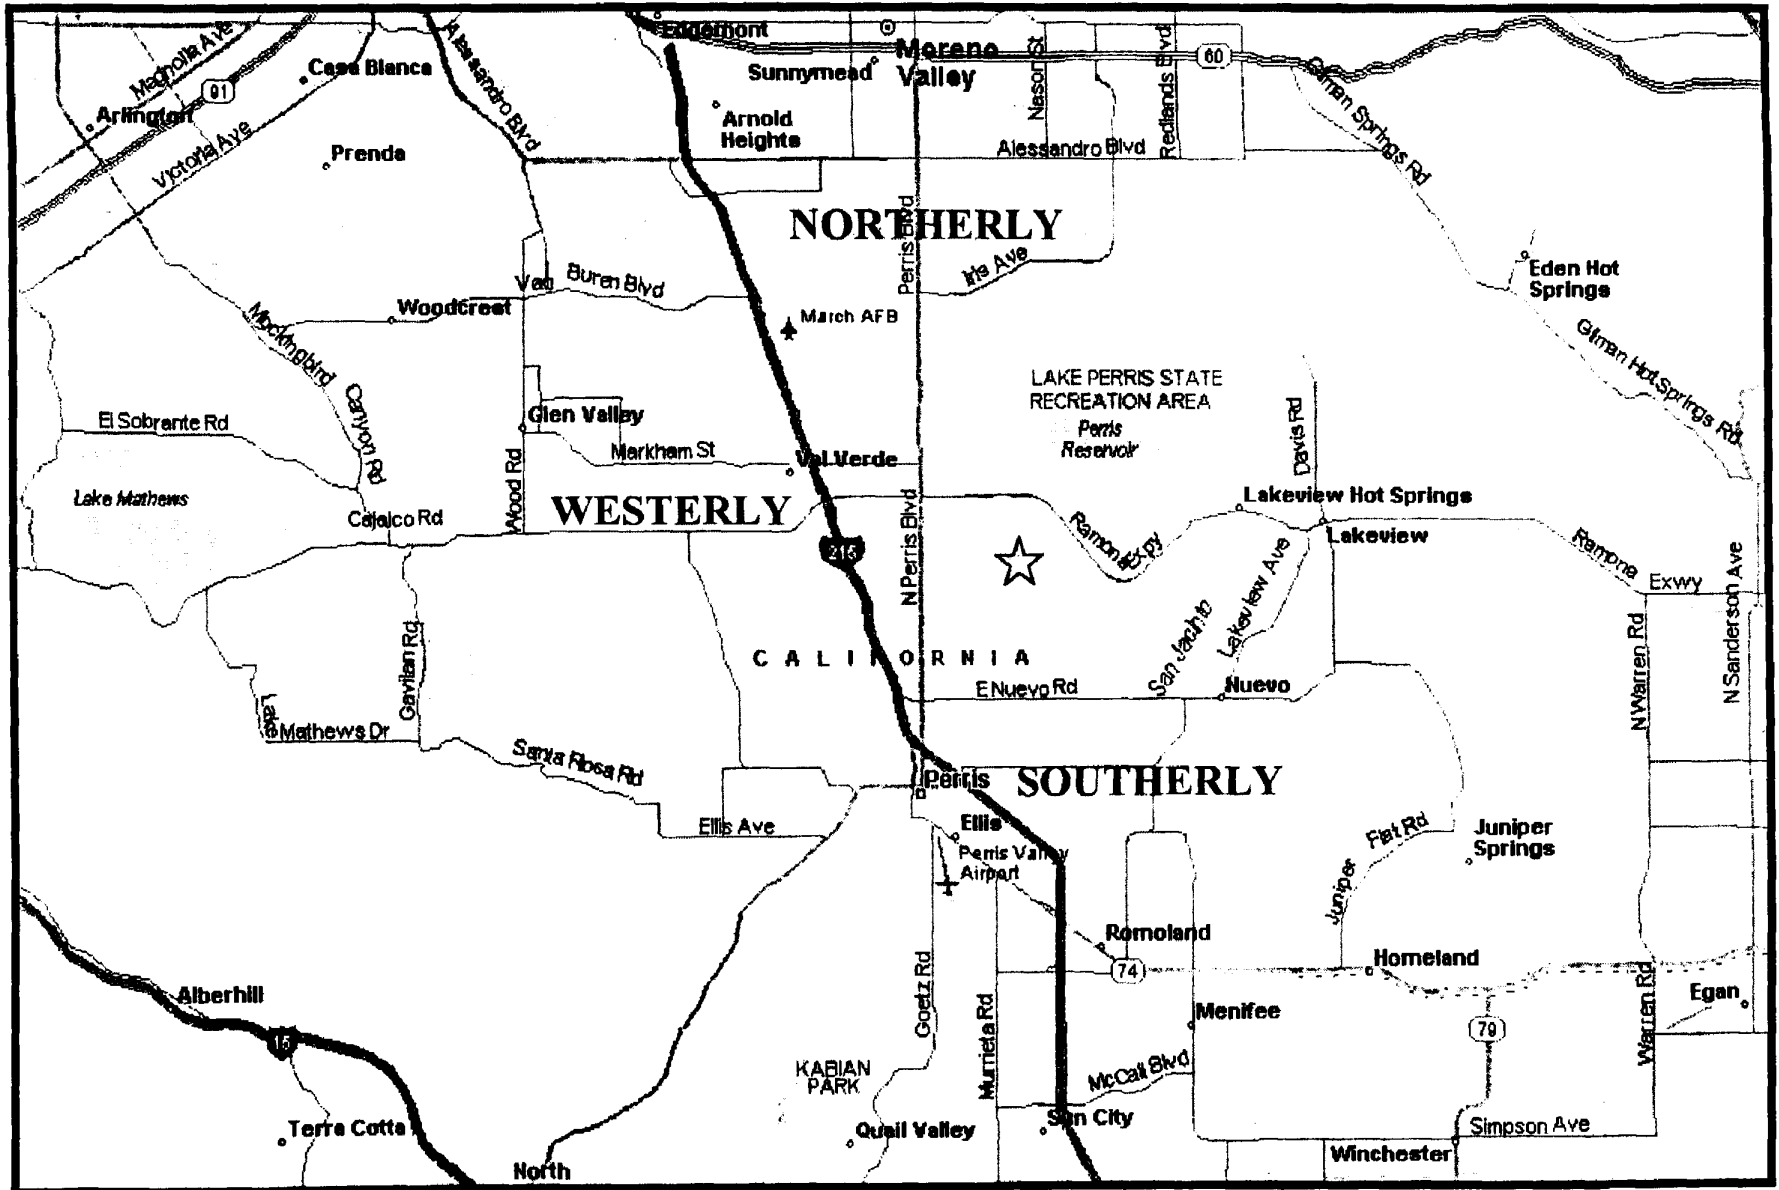 Edgemont
Magnolia Ave
Casa Blanca
91
Alessandro Blvd
Sunnymead
Moreno
Valley
Nason St
Redlands Blvd
60
Gilman Springs Rd
Arlington
Victoria Ave
Prenda
Arnold
Heights
Alessandro Blvd
NORTHERLY
Perris Blvd
Iris Ave
Eden Hot
Springs
Van Buren Blvd
Woodcrest
March AFB
Mockingbird Canyon Rd
Gilman Hot Springs Rd
LAKE PERRIS STATE
RECREATION AREA
Perris
Reservoir
Davis Rd
El Sobrante Rd
Glen Valley
Markham St
Val Verde
Lake Mathews
Cajalco Rd
Wood Rd
WESTERLY
N Perris Blvd
215
Ramona Expy
Lakeview Hot Springs
Lakeview
Ramona Exwy
Lakeview Ave
San Jacinto
N Warren Rd
N Sanderson Ave
Gavilan Rd
CALIFORNIA
E Nuevo Rd
Nuevo
Lake Mathews Dr
Santa Rosa Rd
Perris
SOUTHERLY
Ellis Ave
Ellis
Perris Valley
Airport
Juniper Flat Rd
Juniper
Springs
Romoland
74
Homeland
Goetz Rd
Murrieta Rd
Menifee
79
Warren Rd
Egan
Alberhill
15
KABIAN
PARK
McCall Blvd
Terra Cotta
Quail Valley
Sun City
Simpson Ave
Winchester
North